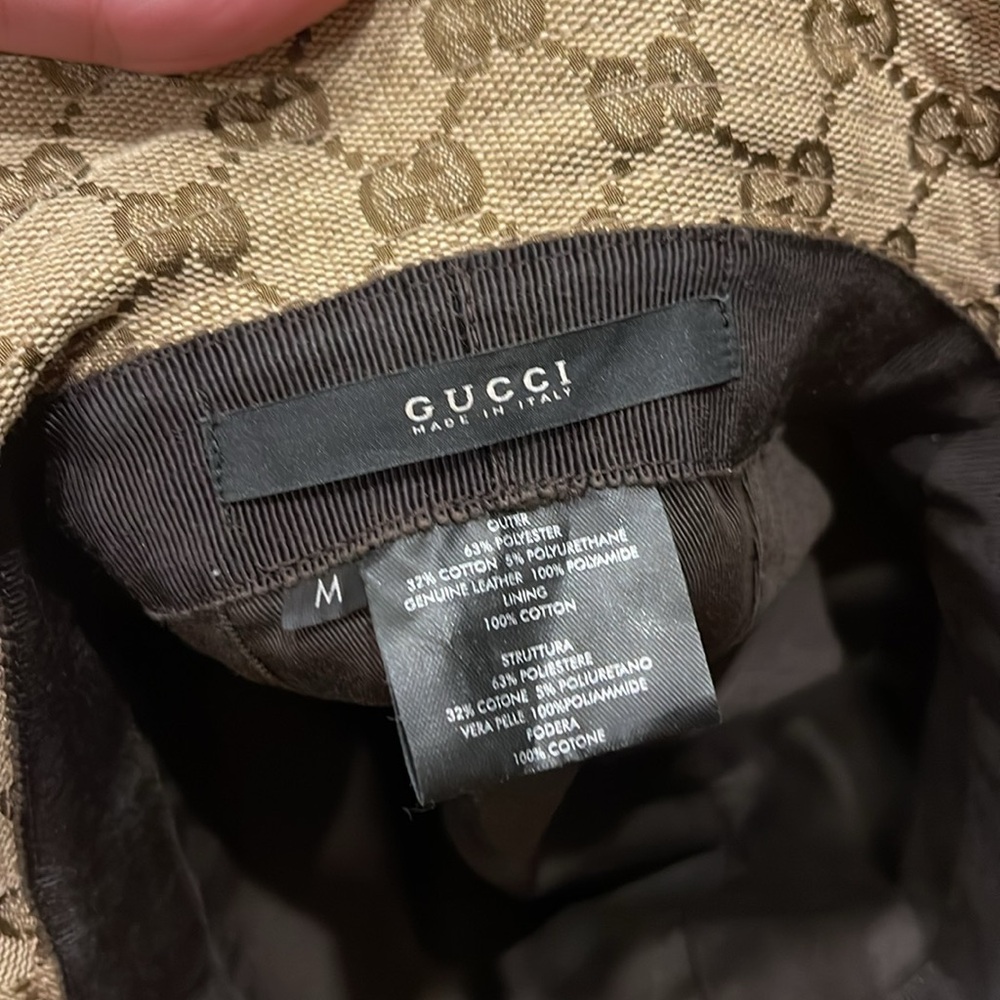 GUCCI
MADE IN ITALY
M
OUTER
63% POLYESTER
32% COTTON 5% POLYURETHANE
GENUINE LEATHER 100% POLYAMIDE
LINING
100% COTTON
STRUTTURA
63% POLIESTERE
32% COTONE 5% POLIURETANO
VERA PELLE 100%POLIAMMIDE
FODERA
100% COTONE